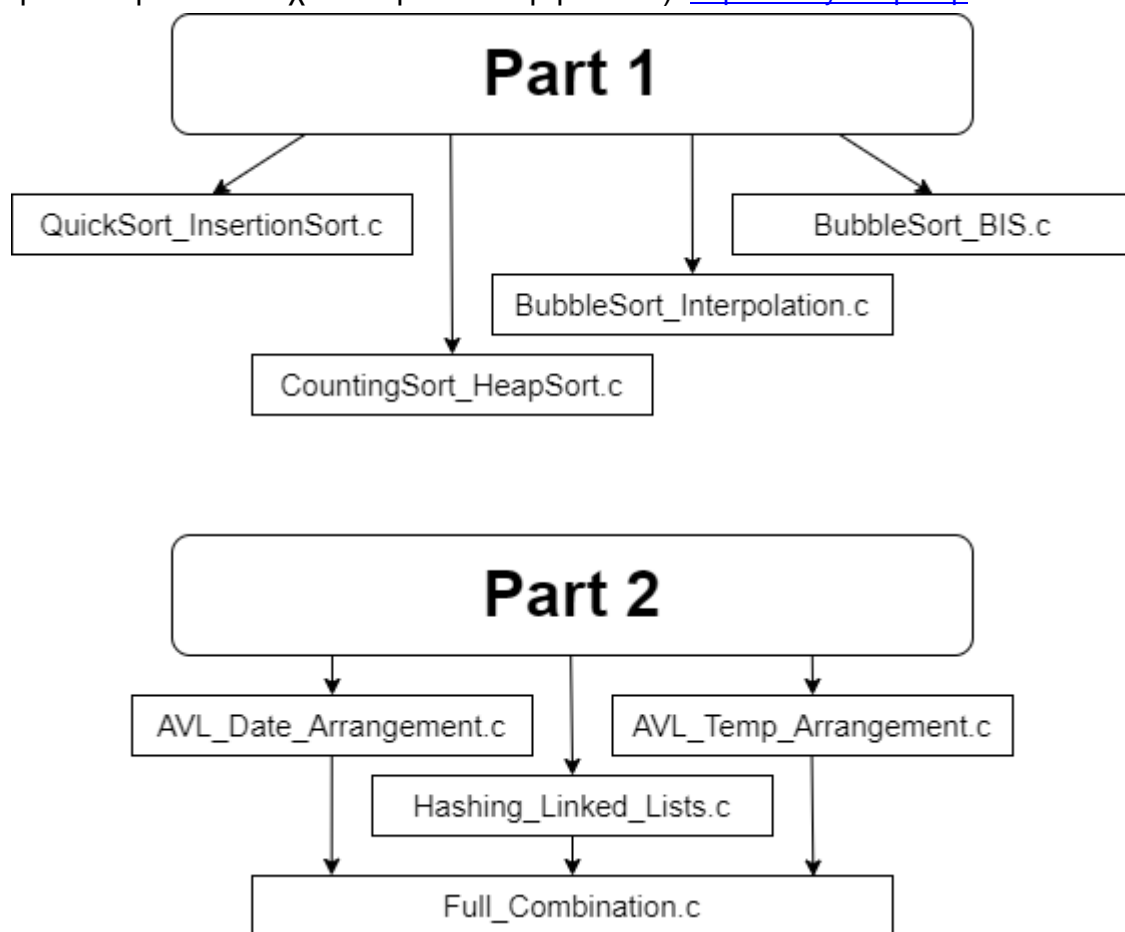 Part 1
QuickSort_InsertionSort.c
BubbleSort_BIS.c
BubbleSort_Interpolation.c
CountingSort_HeapSort.c
Part 2
AVL_Date_Arrangement.c
AVL_Temp_Arrangement.c
Hashing_Linked_Lists.c
Full_Combination.c